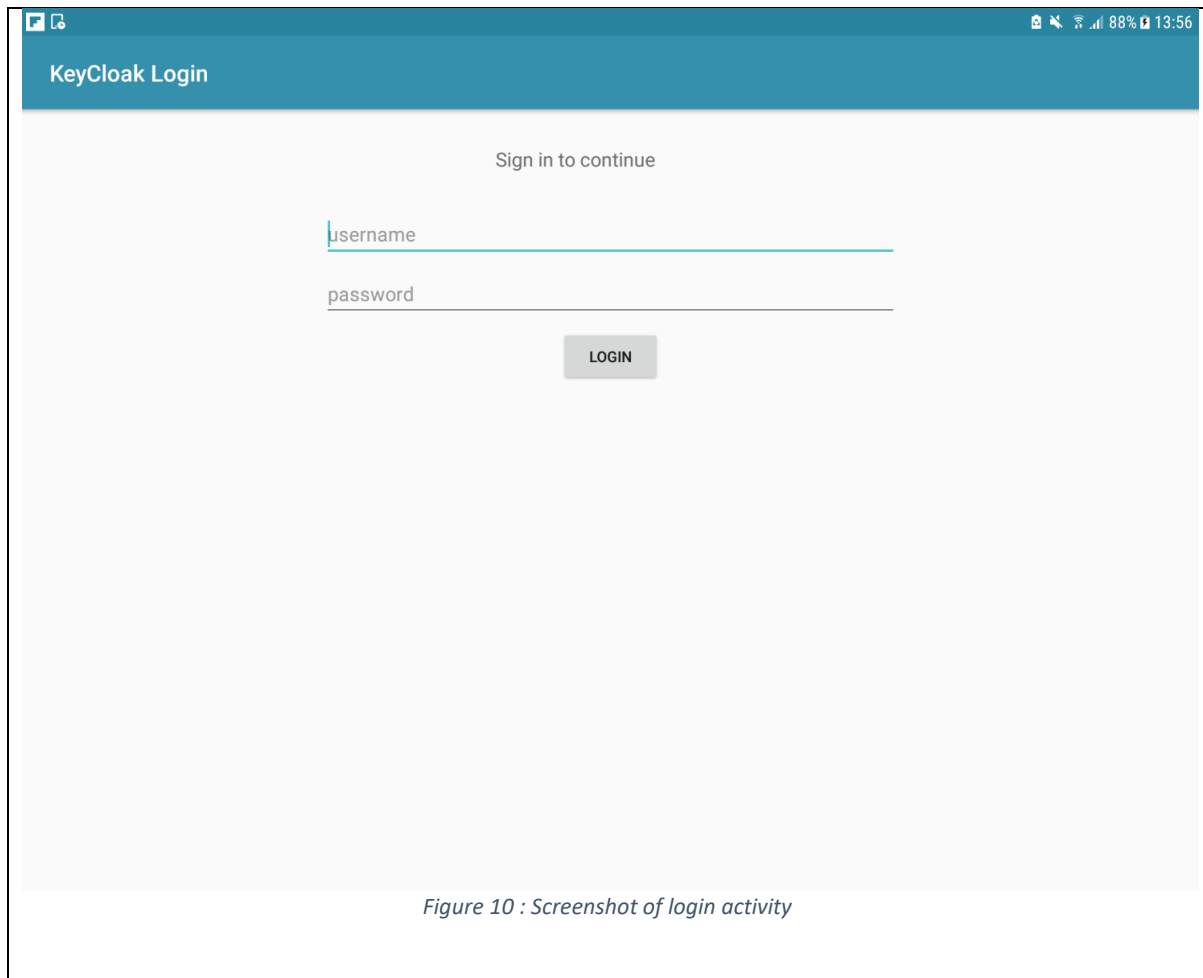 88% 13:56
KeyCloak Login
Sign in to continue
username
password
LOGIN
Figure 10 : Screenshot of login activity